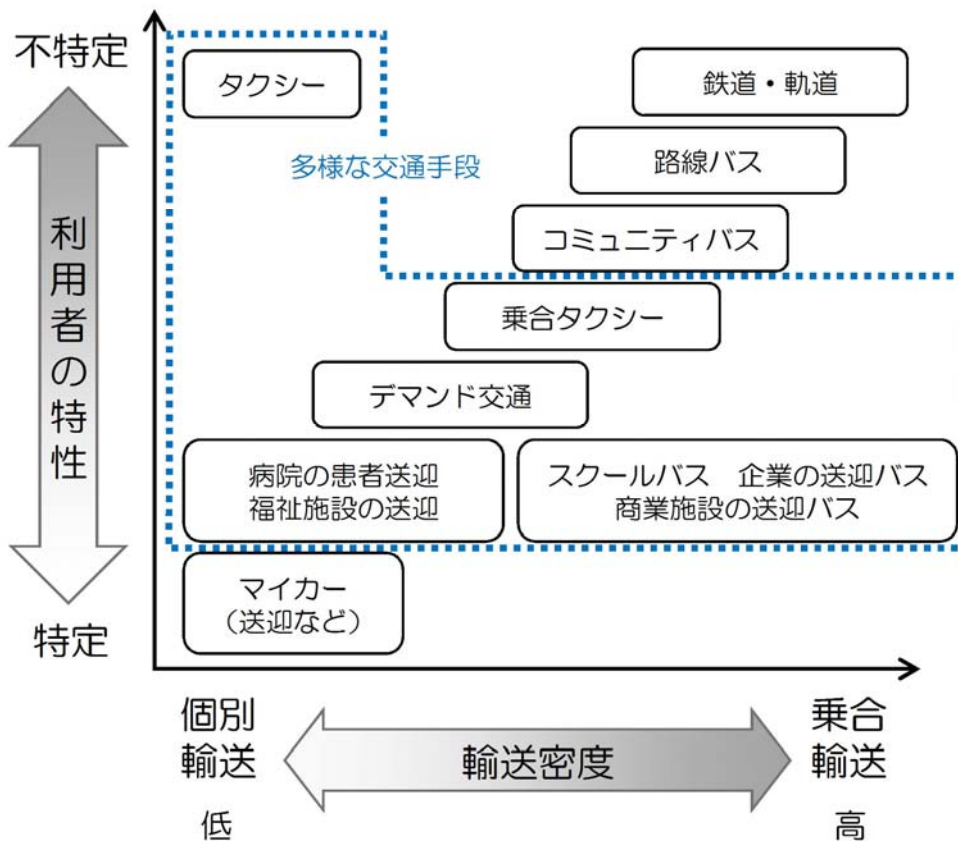 不特定
利用者の特性
特定
タクシー
鉄道・軌道
多様な交通手段
路線バス
コミュニティバス
乗合タクシー
デマンド交通
病院の患者送迎
福祉施設の送迎
スクールバス　企業の送迎バス
商業施設の送迎バス
マイカー
（送迎など）
個別
輸送
低
輸送密度
乗合
輸送
高